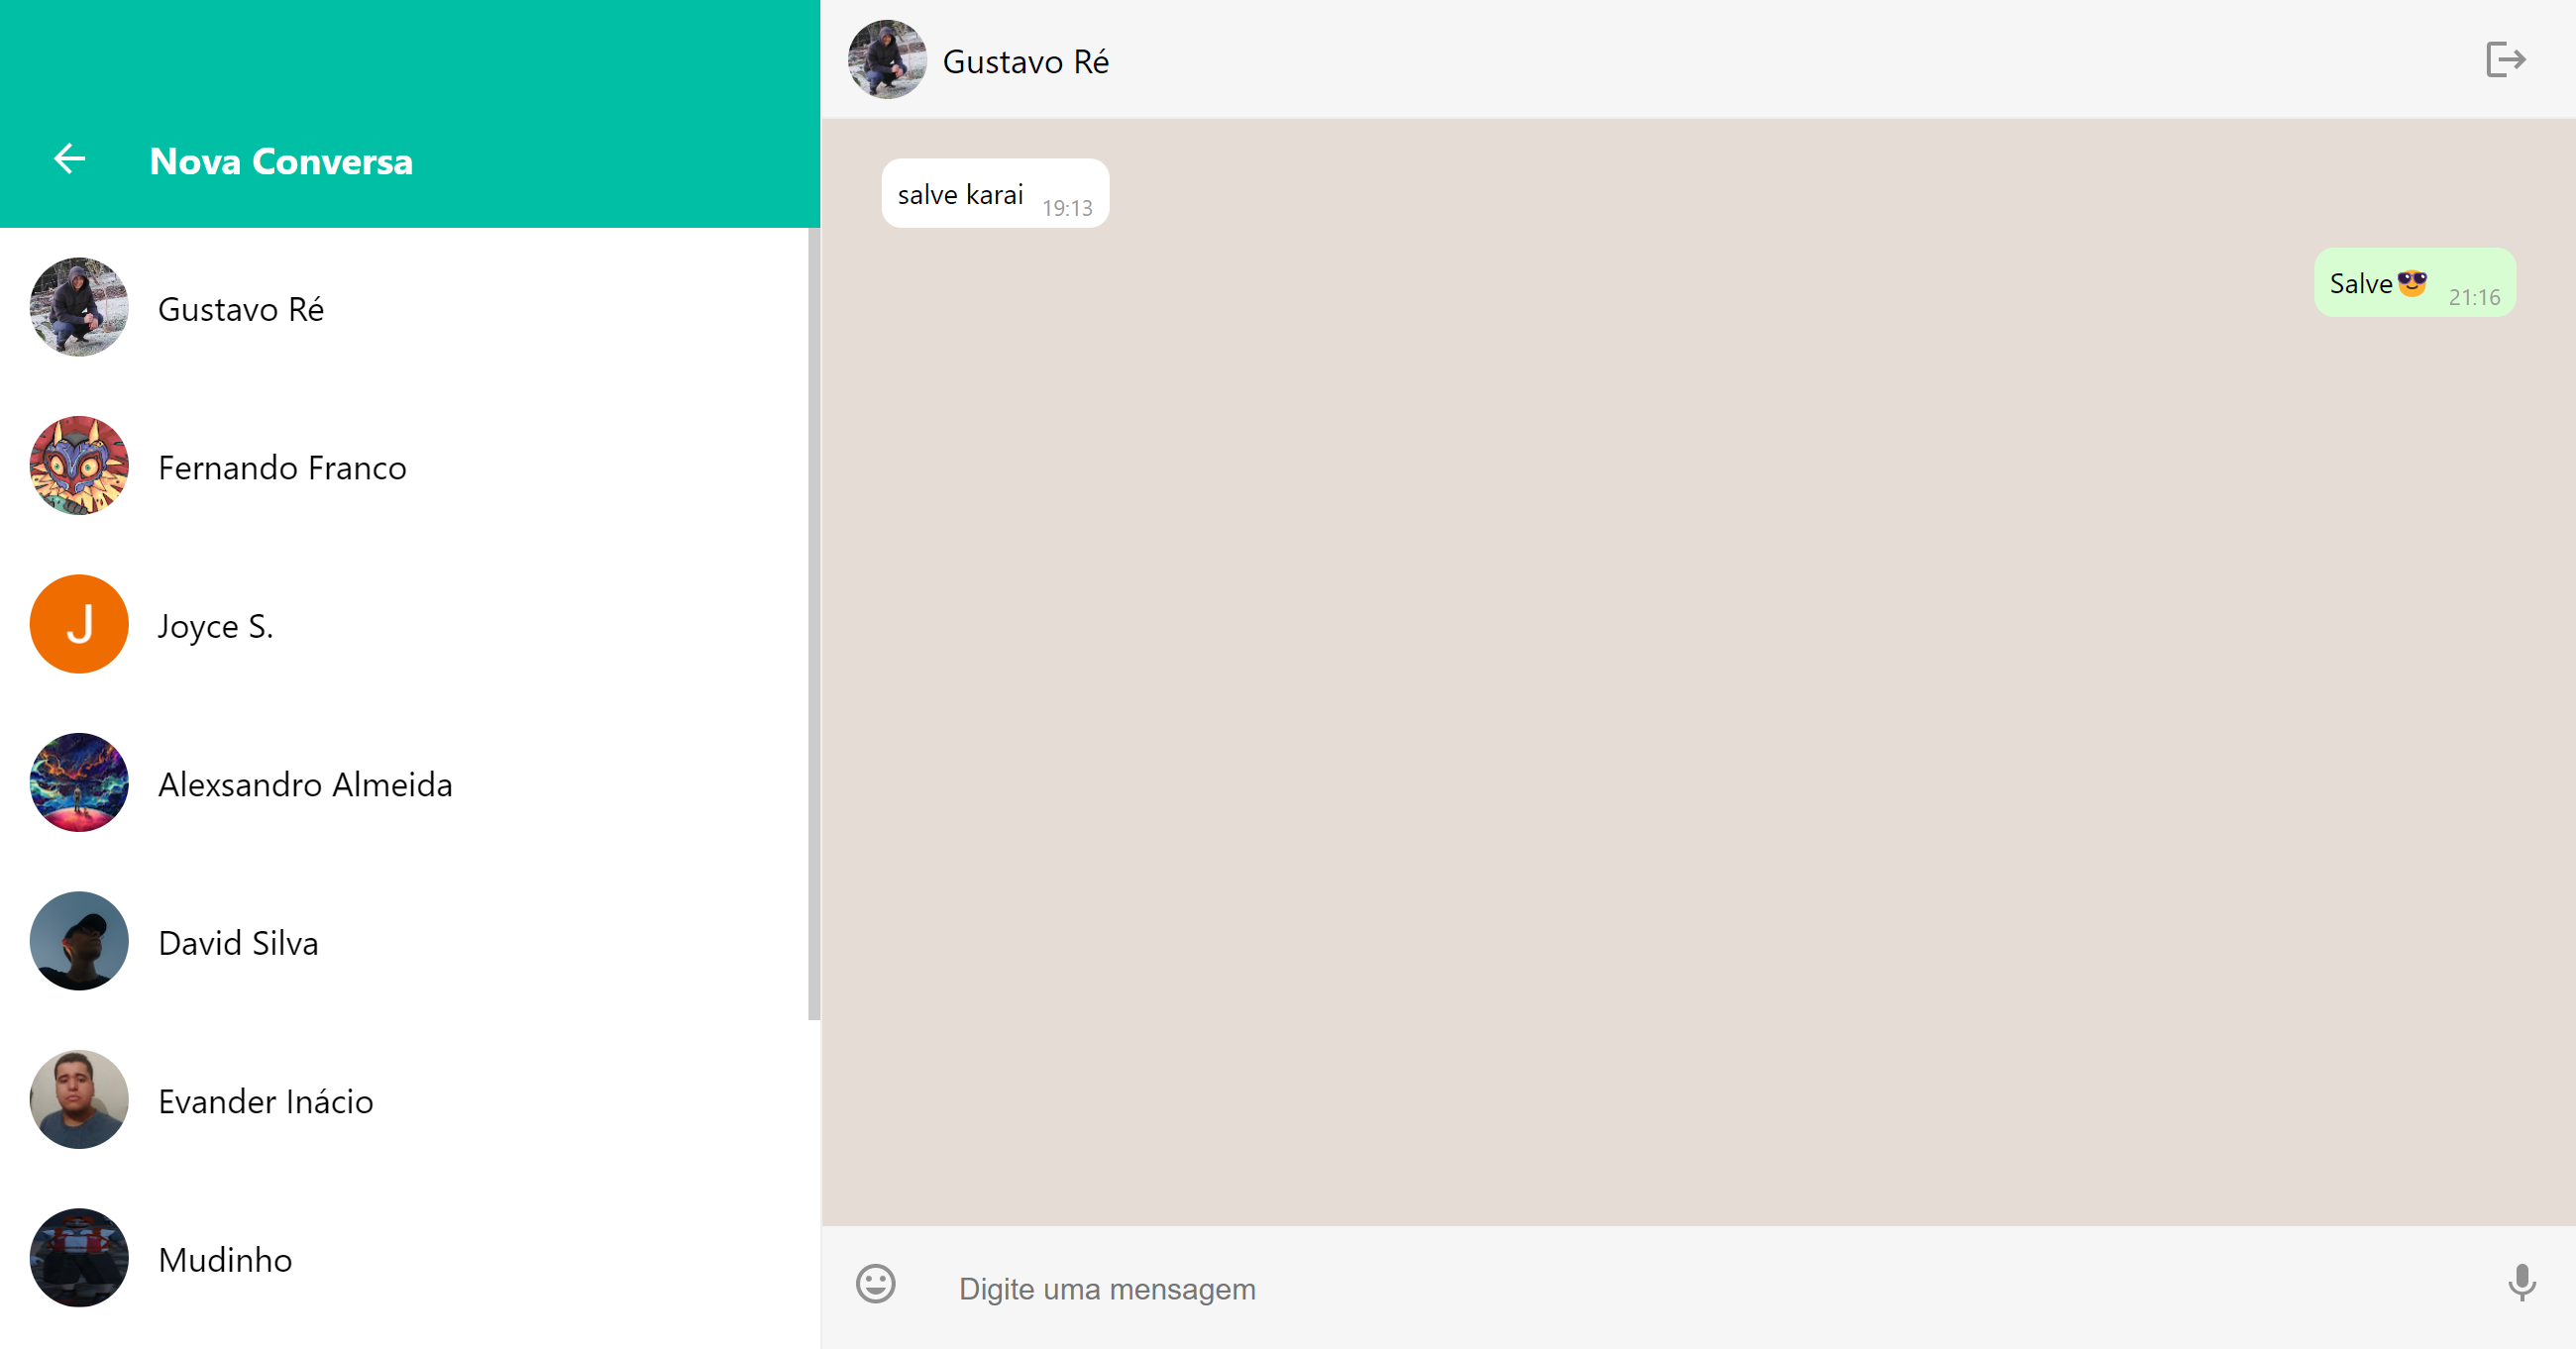 Nova Conversa
Gustavo Ré
Fernando Franco
J
Joyce S.
Alexsandro Almeida
David Silva
Evander Inácio
Mudinho
Gustavo Ré
salve karai 19:13
Salve😎 21:16
Digite uma mensagem